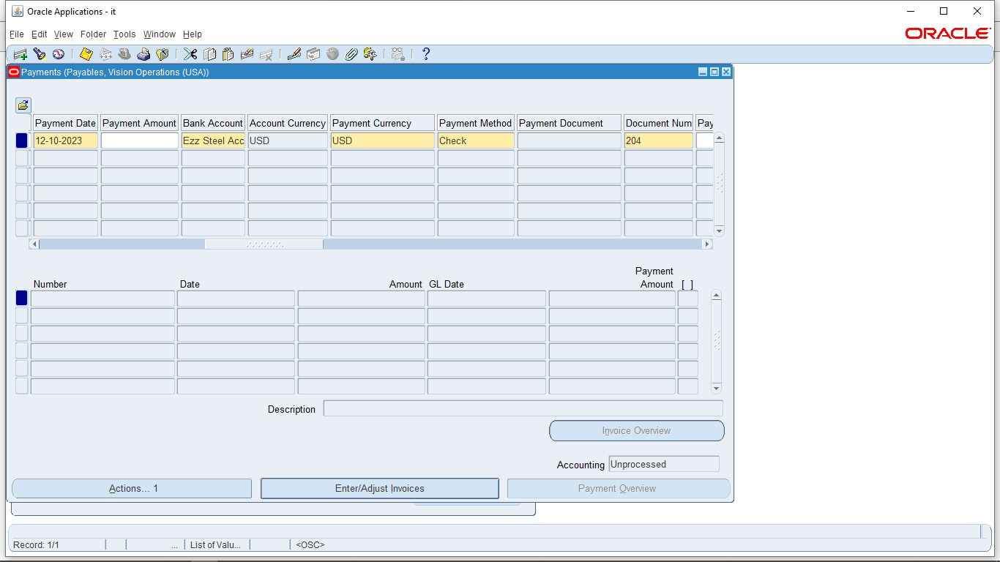 Oracle Applications - it
File Edit View Folder Tools Window Help
ORACLE
Payments (Payables, Vision Operations (USA))
Payment Date Payment Amount Bank Account Account Currency Payment Currency Payment Method Payment Document Document Num Pay
12-10-2023 Ezz Steel Acc USD USD Check 204
Payment
Number Date Amount GL Date Amount [ ]
Description
Invoice Overview
Accounting Unprocessed
Actions... 1 Enter/Adjust Invoices Payment Overview
Record: 1/1 ... List of Valu... <OSC>